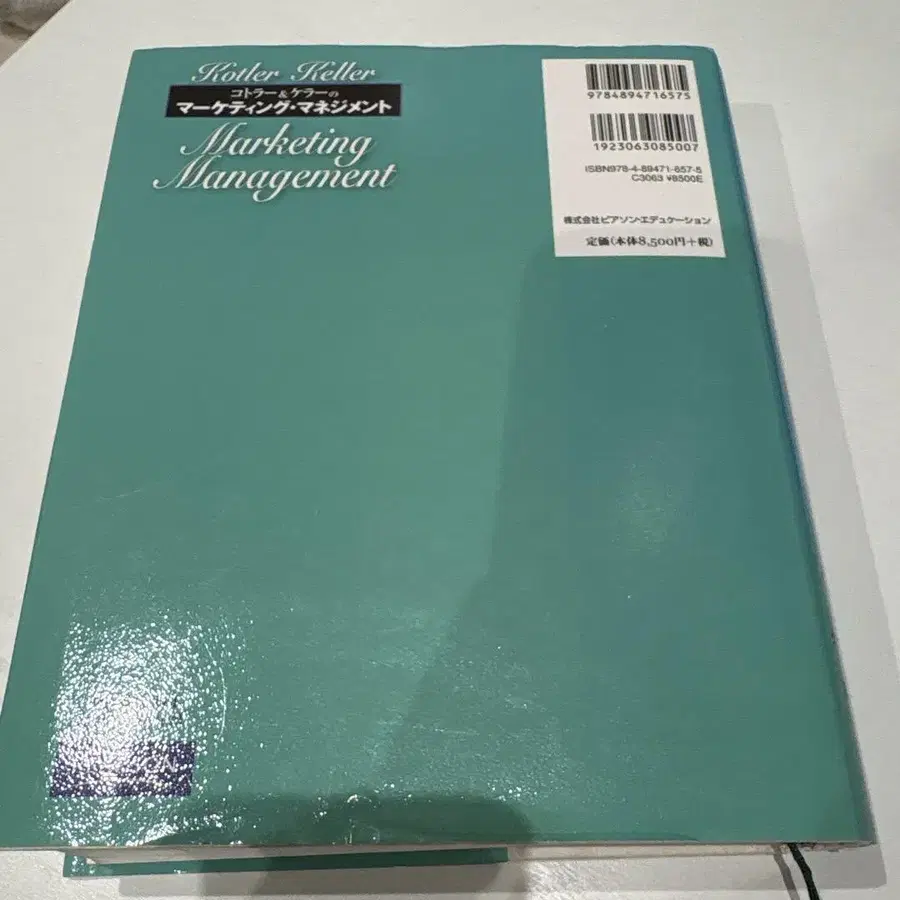 Kotler Keller
コトラー&ケラーの
マーケティング・マネジメント
Marketing
Management
9784894716575
1923063085007
ISBN978-4-89471-657-5
C3063 ¥8500E
株式会社ピアソン・エデュケーション
定価(本体8,500円+税)